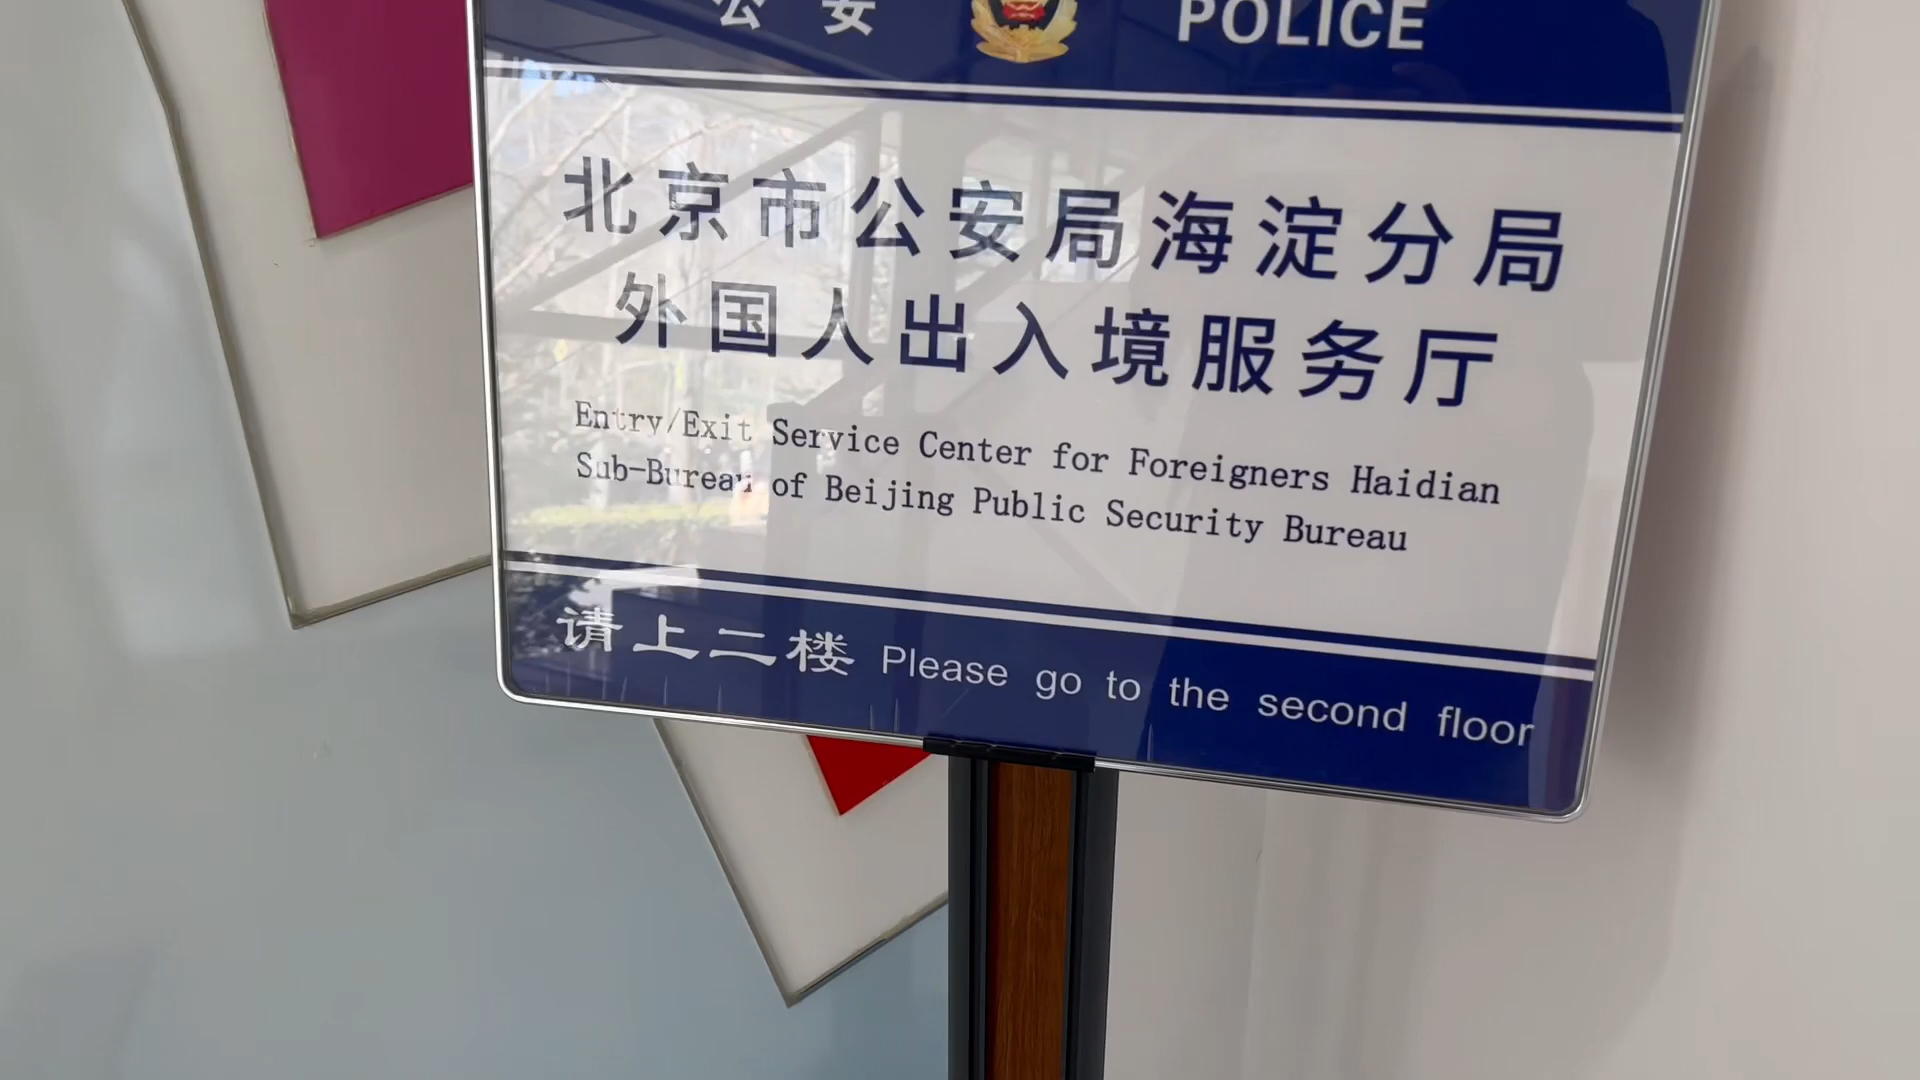 公安 POLICE
北京市公安局海淀分局
外国人出入境服务厅
Entry/Exit Service Center for Foreigners Haidian
Sub-Bureau of Beijing Public Security Bureau
请上二楼 Please go to the second floor